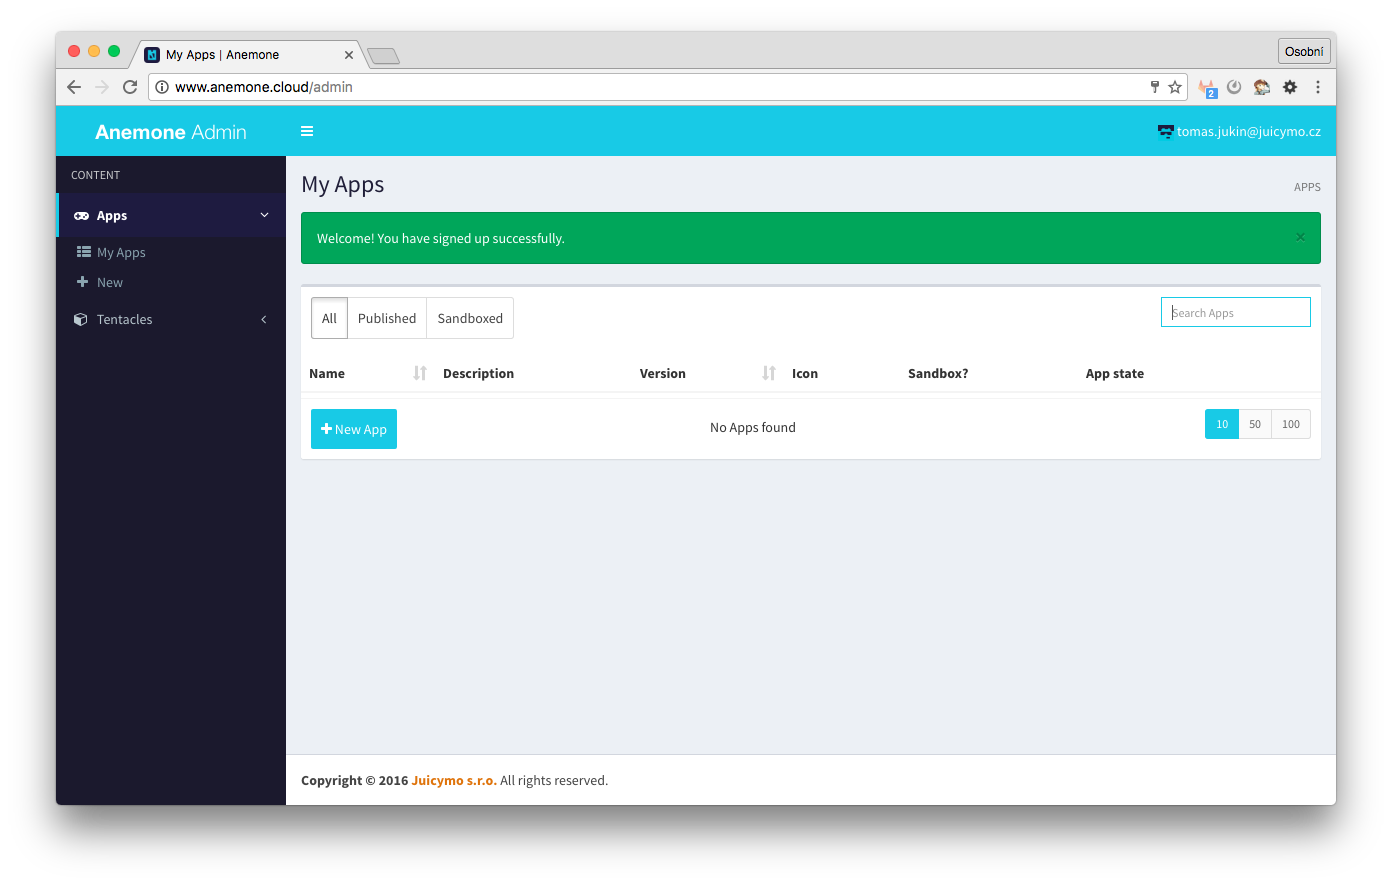 My Apps | Anemone
Osobní
www.anemone.cloud/admin
2
Anemone Admin
tomas.jukin@juicymo.cz
CONTENT
Apps
My Apps
New
Tentacles
My Apps
APPS
Welcome! You have signed up successfully.
×
All Published Sandboxed
Search Apps
Name Description Version Icon Sandbox? App state
New App
No Apps found
10 50 100
Copyright © 2016 Juicymo s.r.o. All rights reserved.